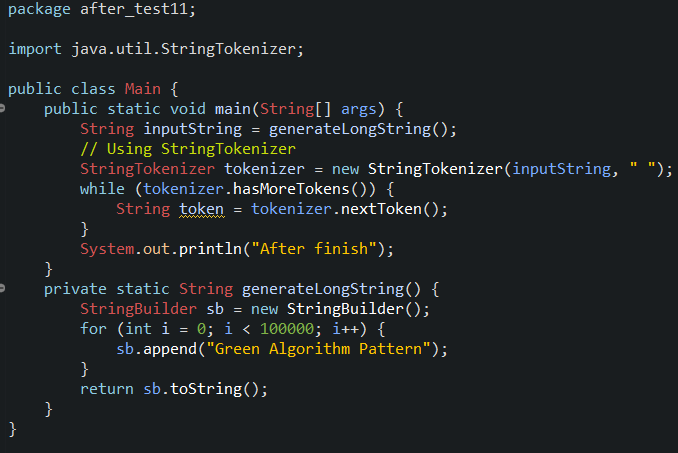 package after_test11;
import java.util.StringTokenizer;
public class Main {
    public static void main(String[] args) {
        String inputString = generateLongString();
        // Using StringTokenizer
        StringTokenizer tokenizer = new StringTokenizer(inputString, " ");
        while (tokenizer.hasMoreTokens()) {
            String token = tokenizer.nextToken();
        }
        System.out.println("After finish");
    }
    private static String generateLongString() {
        StringBuilder sb = new StringBuilder();
        for (int i = 0; i < 100000; i++) {
            sb.append("Green Algorithm Pattern");
        }
        return sb.toString();
    }
}